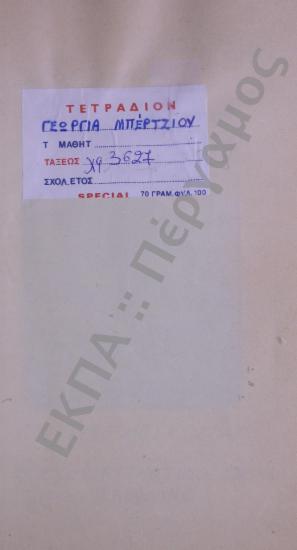 ΤΕΤΡΑΔΙΟΝ
ΓΕΩΡΓΙΑ ΜΠΕΡΤΖΙΟΥ
Τ ΜΑΘΗΤ
ΤΑΞΕΩΣ χφ 3627
ΣΧΟΛ. ΕΤΟΣ
SPECIAL 70 ΓΡΑΜ. ΦΥΛ. 100
ΕΚΠΑ :: Πέργαμος